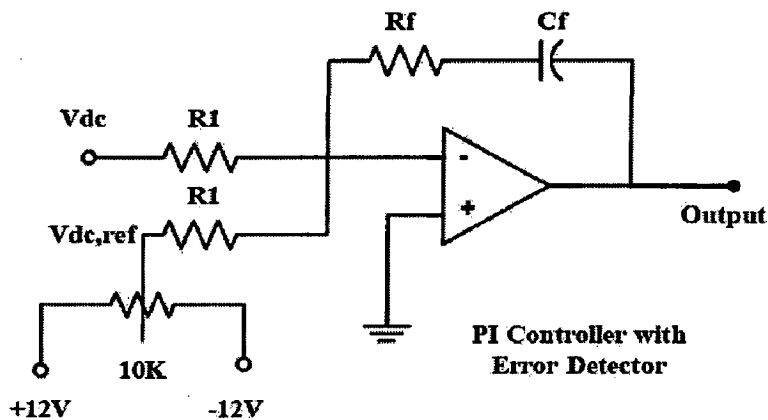 Rf
Cf
Vdc
R1
R1
Vdc,ref
-
+
Output
10K
+12V
-12V
PI Controller with
Error Detector